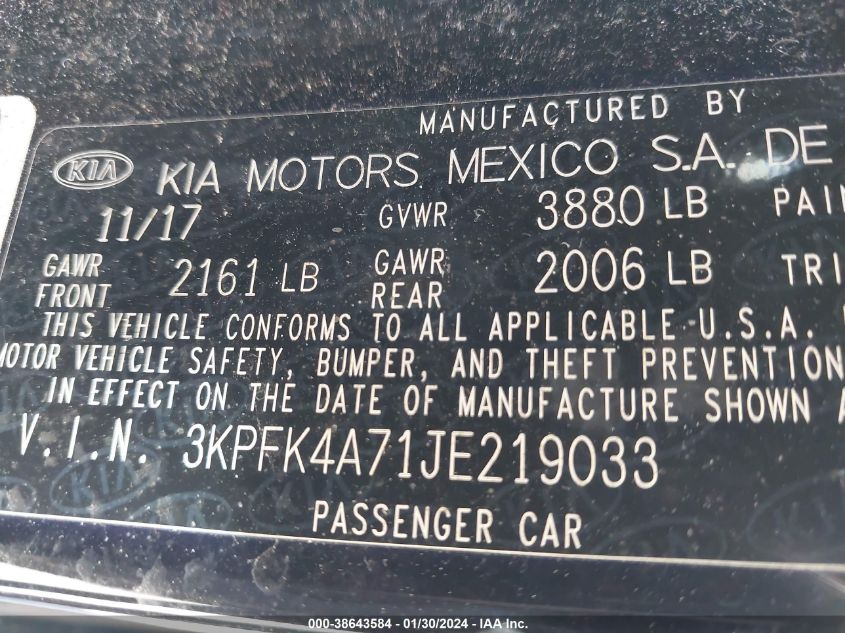 MANUFACTURED BY
KIA KIA MOTORS MEXICO S.A. DE
11/17 GVWR 3880 LB
GAWR FRONT 2161 LB GAWR REAR 2006 LB
THIS VEHICLE CONFORMS TO ALL APPLICABLE U.S.A.
MOTOR VEHICLE SAFETY, BUMPER, AND THEFT PREVENTION
IN EFFECT ON THE DATE OF MANUFACTURE SHOWN
V.I.N. 3KPFK4A71JE219033
PASSENGER CAR
000-38643584 / 01/30/2024 - IAA Inc.